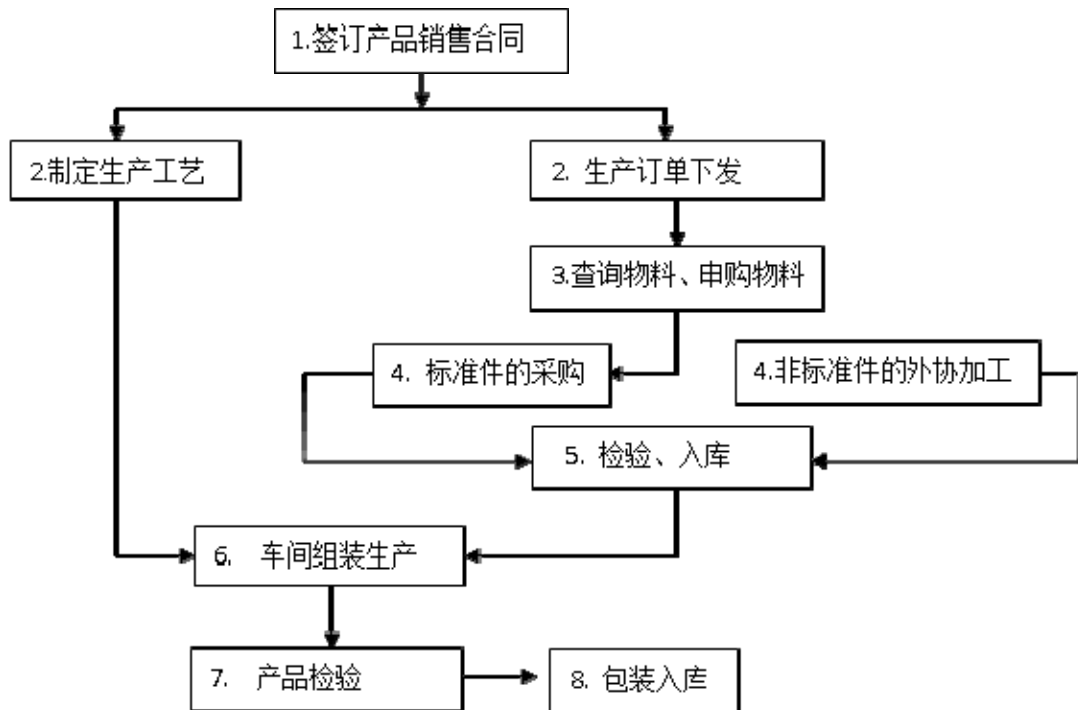 1.签订产品销售合同
2.制定生产工艺
2. 生产订单下发
3.查询物料、申购物料
4. 标准件的采购
4.非标准件的外协加工
5. 检验、入库
6. 车间组装生产
7. 产品检验
8. 包装入库